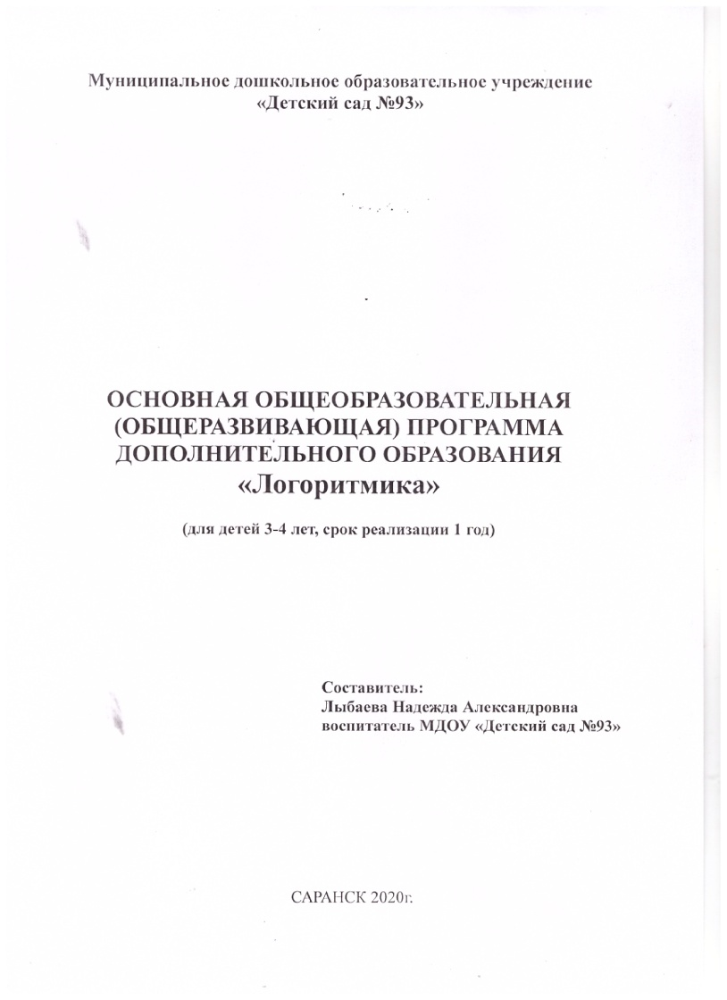 Муниципальное дошкольное образовательное учреждение
«Детский сад №93»
ОСНОВНАЯ ОБЩЕОБРАЗОВАТЕЛЬНАЯ
(ОБЩЕРАЗВИВАЮЩАЯ) ПРОГРАММА
ДОПОЛНИТЕЛЬНОГО ОБРАЗОВАНИЯ
«Логоритмика»
(для детей 3-4 лет, срок реализации 1 год)
Составитель:
Лыбаева Надежда Александровна
воспитатель МДОУ «Детский сад №93»
САРАНСК 2020г.